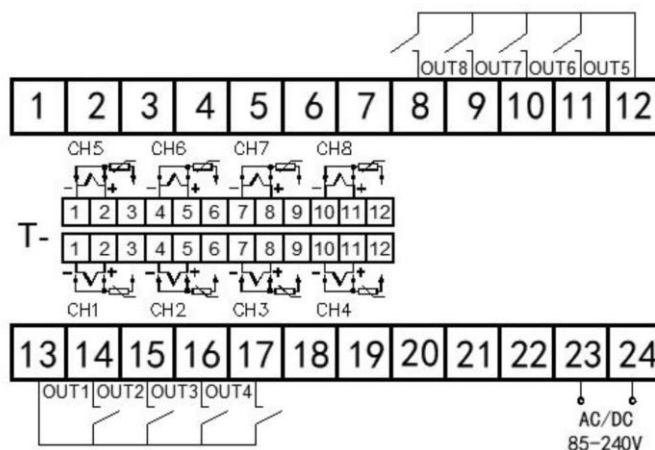 OUT8 OUT7 OUT6 OUT5
1 2 3 4 5 6 7 8 9 10 11 12
CH5 CH6 CH7 CH8
- + - + - + - +
1 2 3 4 5 6 7 8 9 10 11 12
T-
1 2 3 4 5 6 7 8 9 10 11 12
- + - + - + - +
CH1 CH2 CH3 CH4
13 14 15 16 17 18 19 20 21 22 23 24
OUT1 OUT2 OUT3 OUT4
AC/DC
85-240V